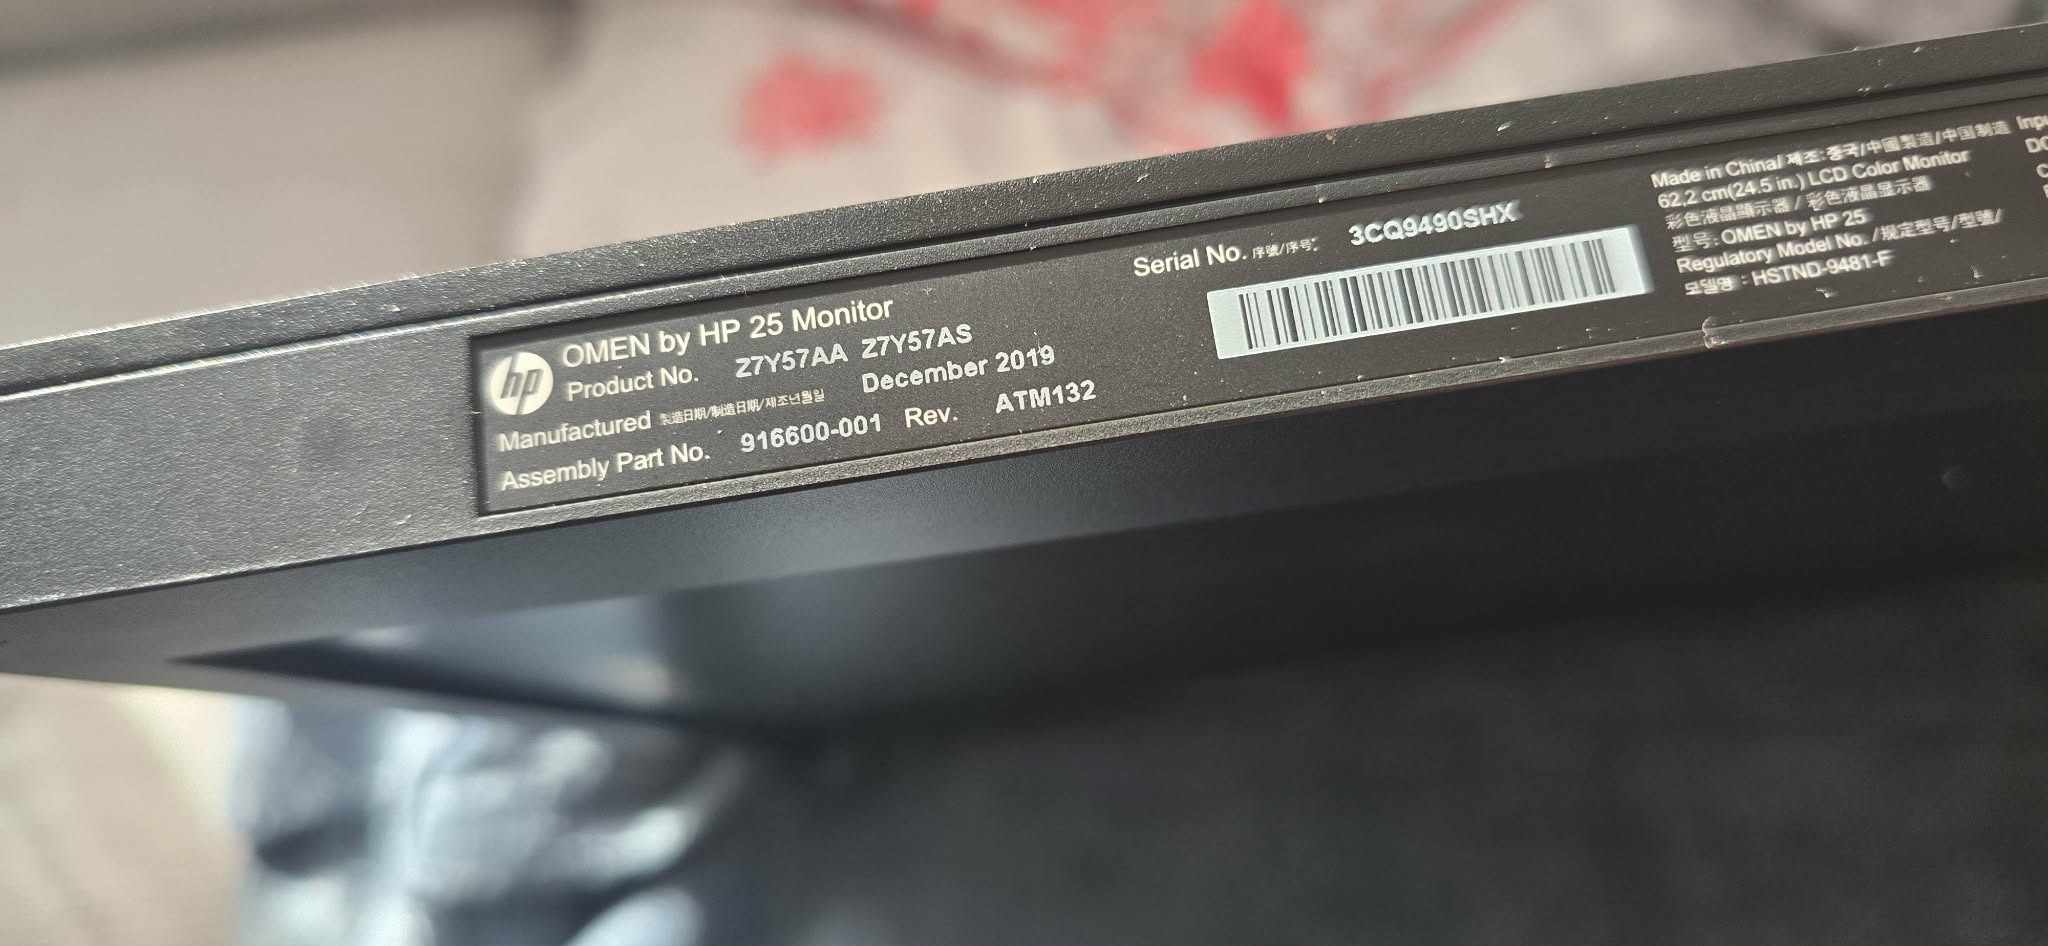 hp
OMEN by HP 25 Monitor
Product No. Z7Y57AA Z7Y57AS
Manufactured 製造日期/制造日期/제조년월일 December 2019
Assembly Part No. 916600-001 Rev. ATM132
Serial No. 序號/序号: 3CQ9490SHX
Made in China/ 제조: 중국/中國製造/中国制造
62,2 cm(24.5 in.) LCD Color Monitor
彩色液晶顯示器 / 彩色液晶显示器
型号: OMEN by HP 25
Regulatory Model No. /规定型号/型號/
모델명 : HSTND-9481-F